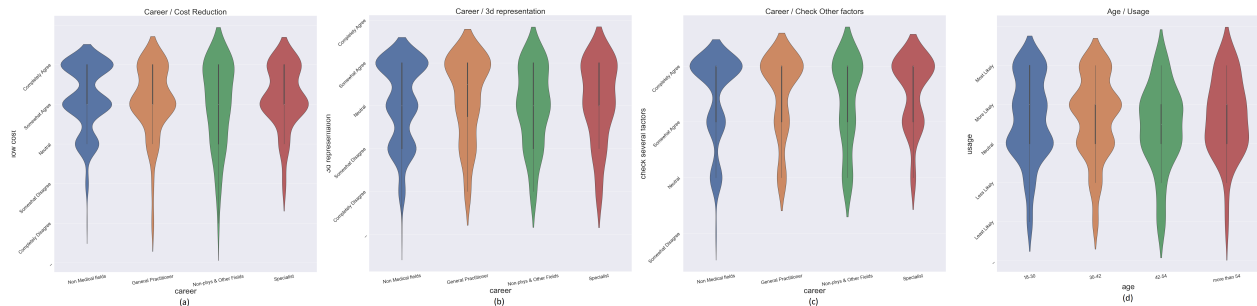 Career / Cost Reduction
Completely Agree
Somewhat Agree
Neutral
Somewhat Disagree
Completely Disagree
low cost
Non Medical fields
General Practitioner
Non-phys & Other Fields
Specialist
career
(a)
Career / 3d representation
Completely Agree
Somewhat Agree
Neutral
Somewhat Disagree
Completely Disagree
3d representation
Non Medical fields
General Practitioner
Non-phys & Other Fields
Specialist
career
(b)
Career / Check Other factors
Completely Agree
Somewhat Agree
Neutral
Somewhat Disagree
check several factors
Non Medical fields
General Practitioner
Non-phys & Other Fields
Specialist
career
(c)
Age / Usage
Most Likely
More Likely
Neutral
Less Likely
Least Likely
usage
42-54
more than 54
age
(d)